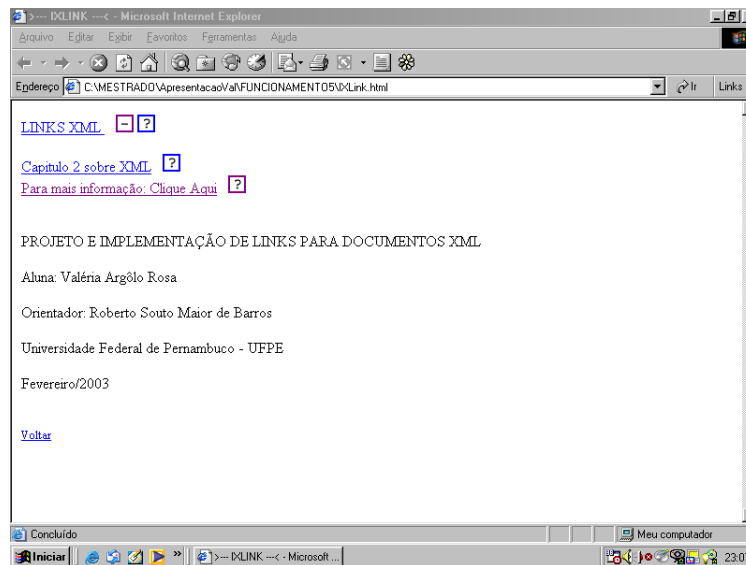 >--- IXLINK ---< - Microsoft Internet Explorer
Arquivo Editar Exibir Favoritos Ferramentas Ajuda
Endereço C:\MESTRADO\ApresentacaoVal\FUNCIONAMENTO5\IXLink.html Ir Links
LINKS XML - ?
Capitulo 2 sobre XML ?
Para mais informação: Clique Aqui ?
PROJETO E IMPLEMENTAÇÃO DE LINKS PARA DOCUMENTOS XML
Aluna: Valéria Argôlo Rosa
Orientador: Roberto Souto Maior de Barros
Universidade Federal de Pernambuco - UFPE
Fevereiro/2003
Voltar
Concluído Meu computador
Iniciar » >--- IXLINK ---< - Microsoft ...